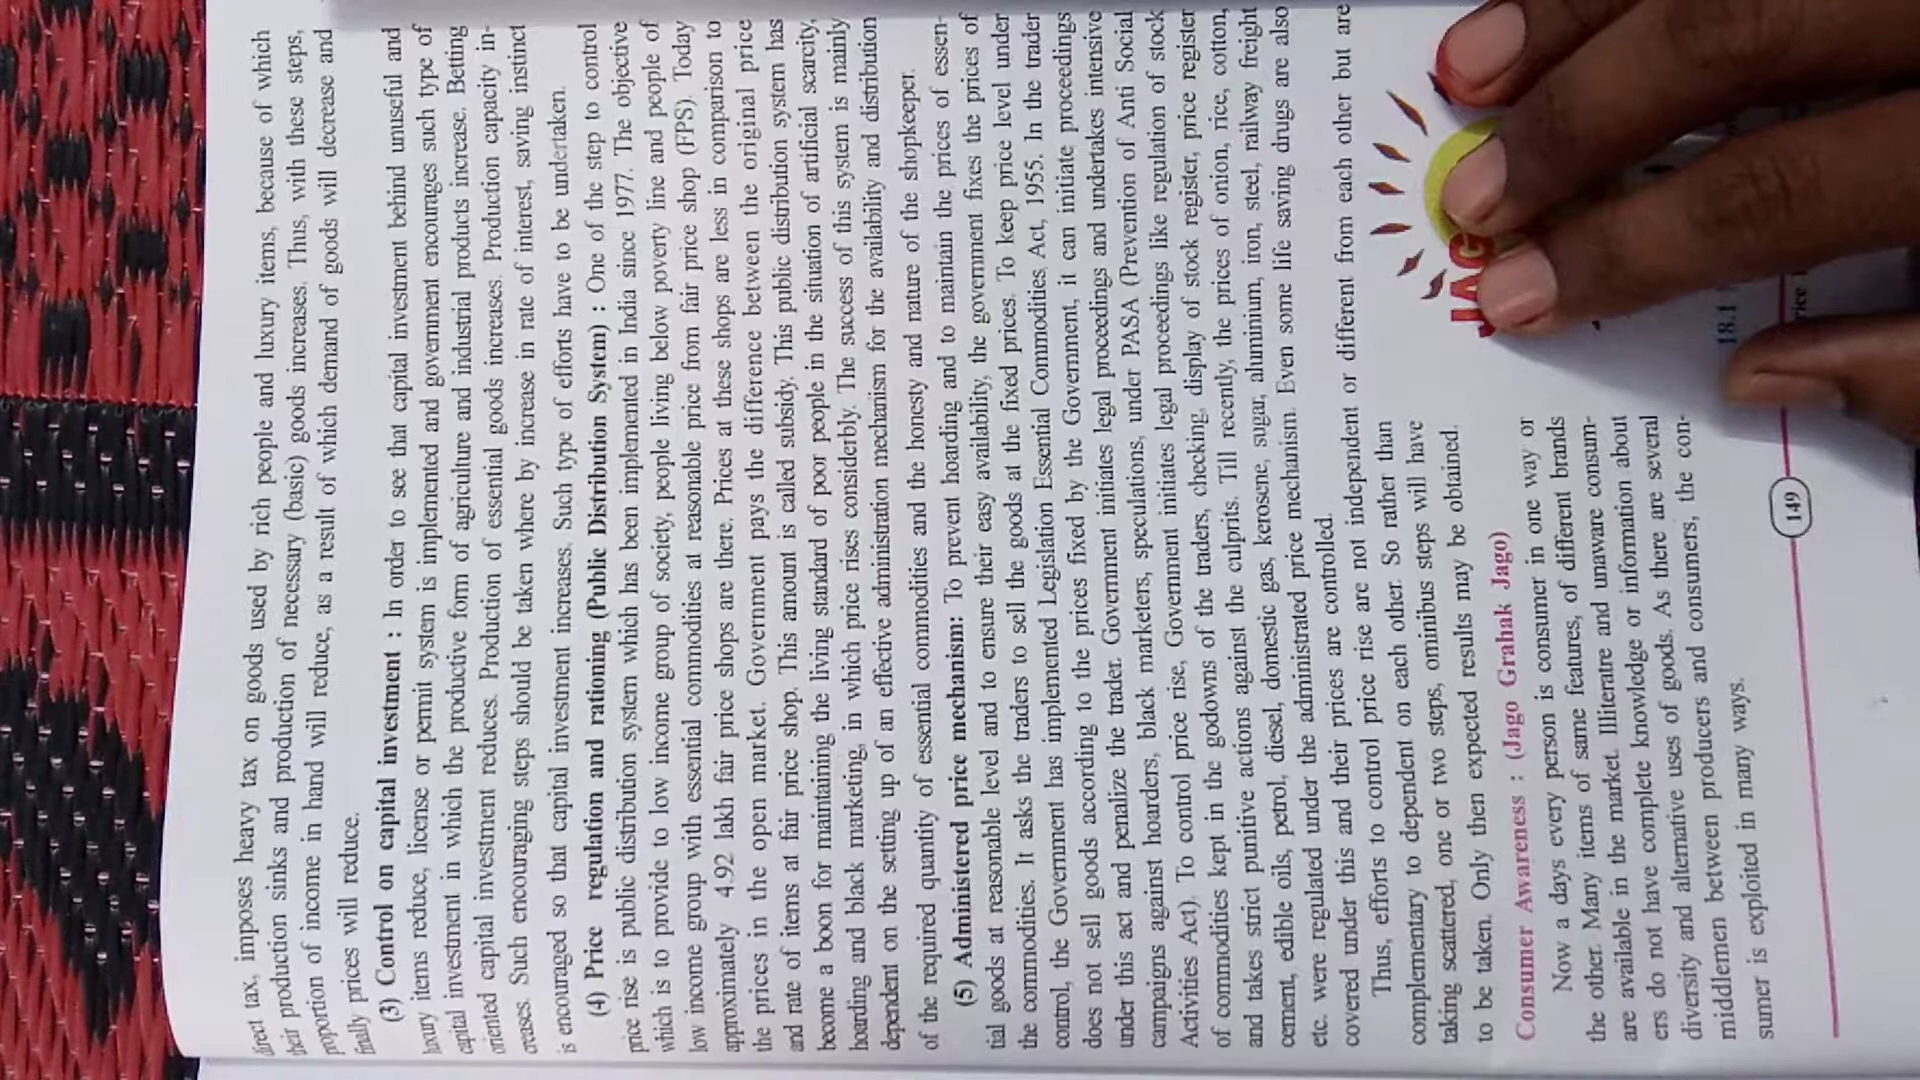 direct tax, imposes heavy tax on goods used by rich people and luxury items, because of which
their production sinks and production of necessary (basic) goods increases. Thus, with these steps,
proportion of income in hand will reduce, as a result of which demand of goods will decrease and
finally prices will reduce.
(3) Control on capital investment : In order to see that capital investment behind unuseful and
luxury items reduce, license or permit system is implemented and government encourages such type of
capital investment in which the productive form of agriculture and industrial products increase. Betting
oriented capital investment reduces. Production of essential goods increases. Production capacity in-
creases. Such encouraging steps should be taken where by increase in rate of interest, saving instinct
is encouraged so that capital investment increases. Such type of efforts have to be undertaken.
(4) Price regulation and rationing (Public Distribution System) : One of the step to control
price rise is public distribution system which has been implemented in India since 1977. The objective
which is to provide to low income group of society, people living below poverty line and people of
low income group with essential commodities at reasonable price from fair price shop (FPS). Today
approximately 4.92 lakh fair price shops are there. Prices at these shops are less in comparison to
the prices in the open market. Government pays the difference between the original price
and rate of items at fair price shop. This amount is called subsidy. This public distribution system has
become a boon for maintaining the living standard of poor people in the situation of artificial scarcity,
hoarding and black marketing, in which price rises considerbly. The success of this system is mainly
dependent on the setting up of an effective administration mechanism for the availability and distribution
of the required quantity of essential commodities and the honesty and nature of the shopkeeper.
(5) Administered price mechanism: To prevent hoarding and to maintain the prices of essen-
tial goods at reasonable level and to ensure their easy availability, the government fixes the prices of
the commodities. It asks the traders to sell the goods at the fixed prices. To keep price level under
control, the Government has implemented Legislation Essential Commodities Act, 1955. In the trader
does not sell goods according to the prices fixed by the Government, it can initiate proceedings
under this act and penalize the trader. Government initiates legal proceedings and undertakes intensive
campaigns against hoarders, black marketers, speculations, under PASA (Prevention of Anti Social
Activities Act). To control price rise, Government initiates legal proceedings like regulation of stock
of commodities kept in the godowns of the traders, checking, display of stock register, price register
and takes strict punitive actions against the culprits. Till recently, the prices of onion, rice, cotton,
cement, edible oils, petrol, diesel, domestic gas, kerosene, sugar, aluminium, iron, steel, railway freight
etc. were regulated under the administrated price mechanism. Even some life saving drugs are also
covered under this and their prices are controlled.
Thus, efforts to control price rise are not independent or different from each other but are
complementary to dependent on each other. So rather than
taking scattered, one or two steps, ominibus steps will have
to be taken. Only then expected results may be obtained.
Consumer Awareness : (Jago Grahak Jago)
Now a days every person is consumer in one way or
the other. Many items of same features, of different brands
are available in the market. Illiteratre and unaware consum-
ers do not have complete knowledge or information about
diversity and alternative uses of goods. As there are several
middlemen between producers and consumers, the con-
sumer is exploited in many ways.
JAG
18.1
149